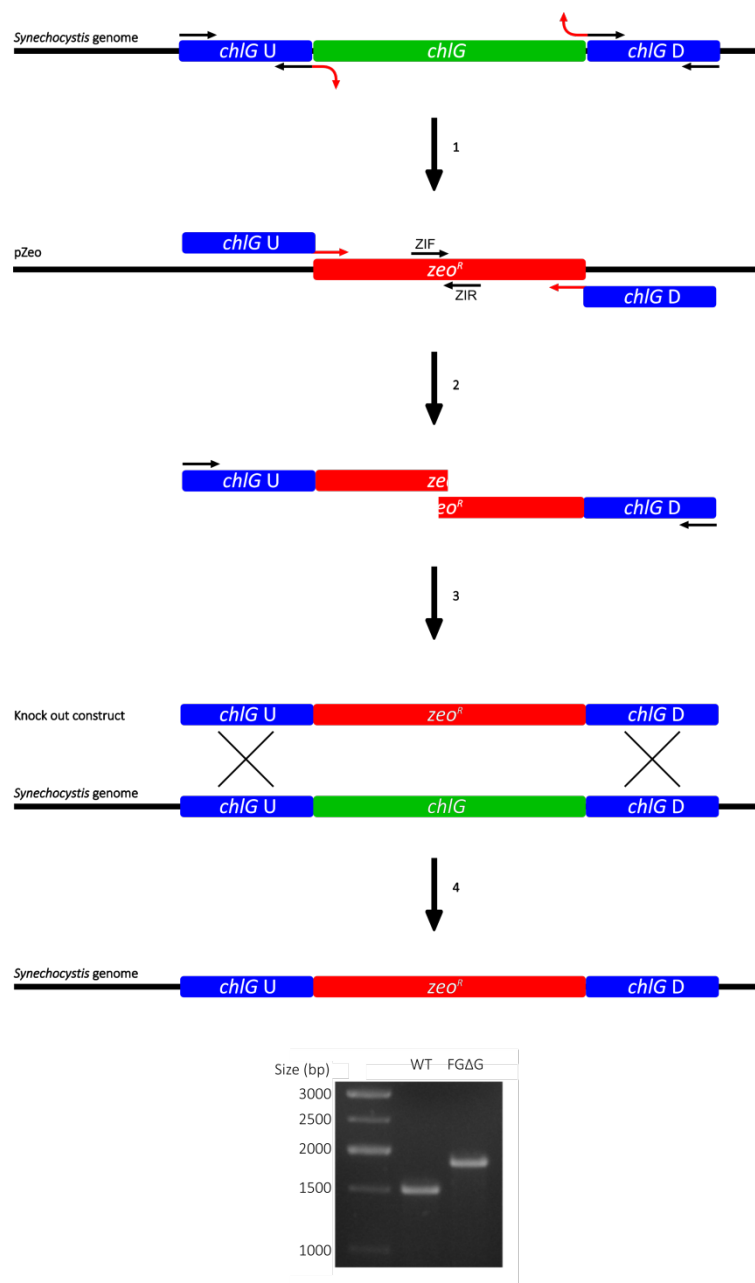 Synechocystis genome
chlG U
chlG
chlG D
1
pZeo
chlG U
ZIF
zeoR
ZIR
chlG D
2
chlG U
zeo
eoR
chlG D
3
Knock out construct
chlG U
zeoR
chlG D
Synechocystis genome
chlG U
chlG
chlG D
4
Synechocystis genome
chlG U
zeoR
chlG D
Size (bp)
WT
FGΔG
3000
2500
2000
1500
1000